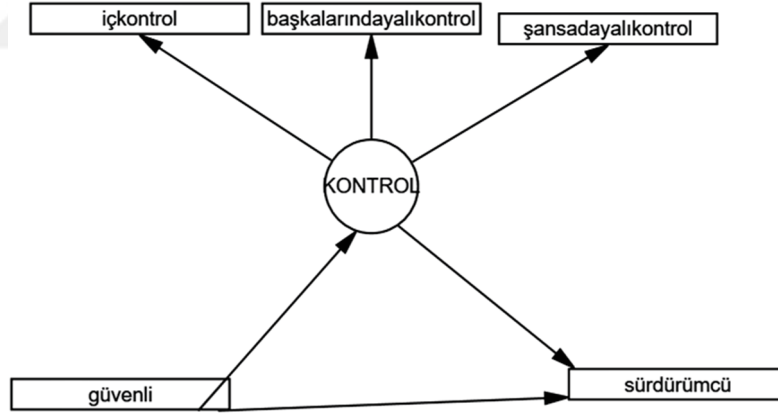 içkontrol
başkalarındayalıkontrol
şansadayalıkontrol
KONTROL
güvenli
sürdürümcü